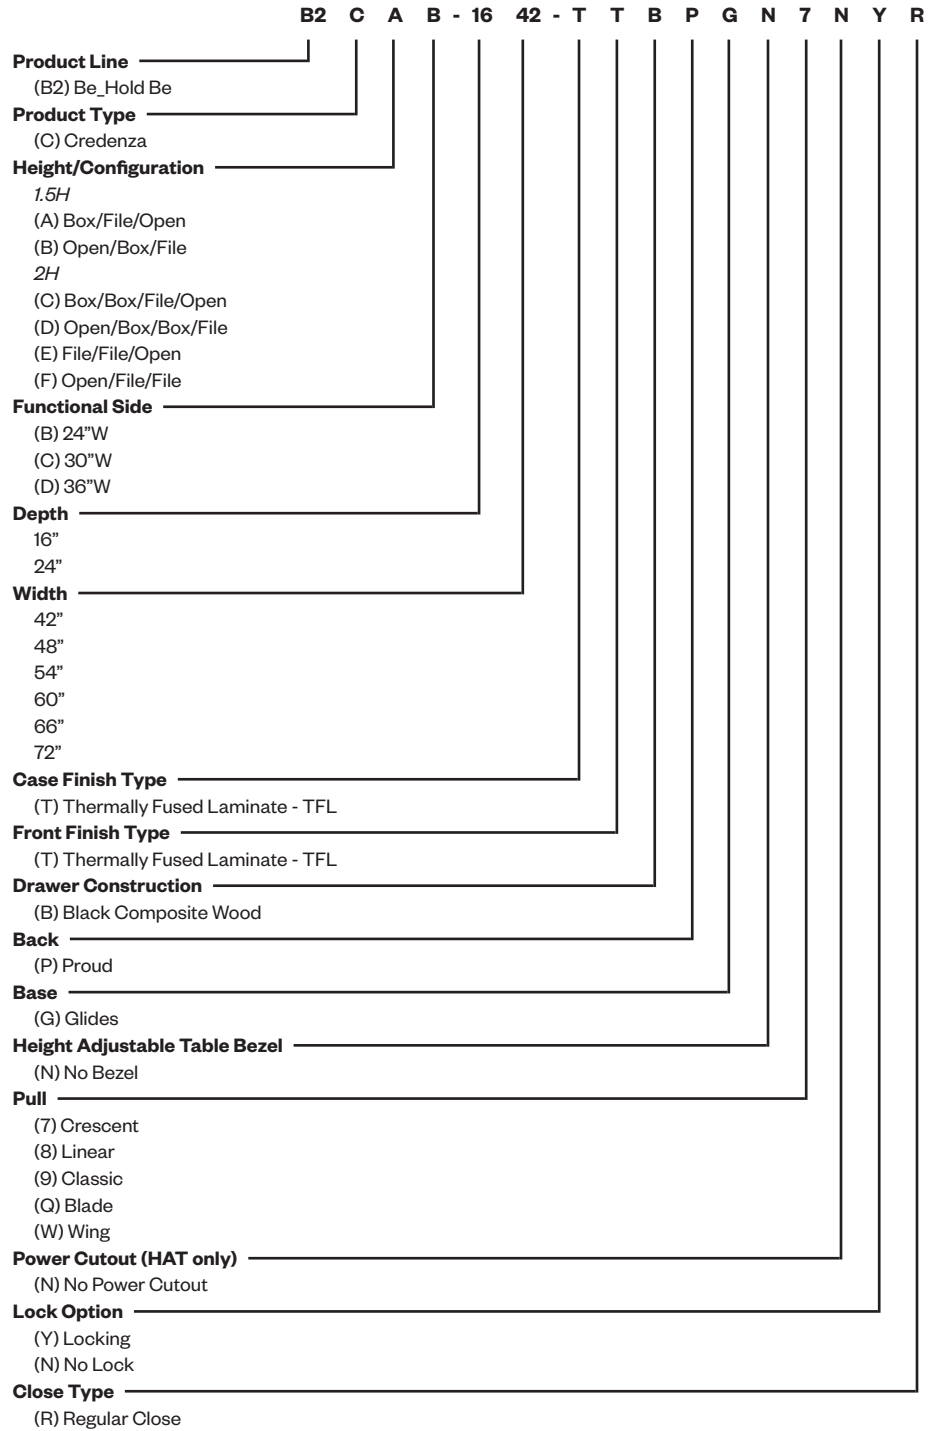 B2 C A B - 16 42 - T T B P G N 7 N Y R
Product Line
(B2) Be_Hold Be
Product Type
(C) Credenza
Height/Configuration
1.5H
(A) Box/File/Open
(B) Open/Box/File
2H
(C) Box/Box/File/Open
(D) Open/Box/Box/File
(E) File/File/Open
(F) Open/File/File
Functional Side
(B) 24”W
(C) 30”W
(D) 36”W
Depth
16”
24”
Width
42”
48”
54”
60”
66”
72”
Case Finish Type
(T) Thermally Fused Laminate - TFL
Front Finish Type
(T) Thermally Fused Laminate - TFL
Drawer Construction
(B) Black Composite Wood
Back
(P) Proud
Base
(G) Glides
Height Adjustable Table Bezel
(N) No Bezel
Pull
(7) Crescent
(8) Linear
(9) Classic
(Q) Blade
(W) Wing
Power Cutout (HAT only)
(N) No Power Cutout
Lock Option
(Y) Locking
(N) No Lock
Close Type
(R) Regular Close